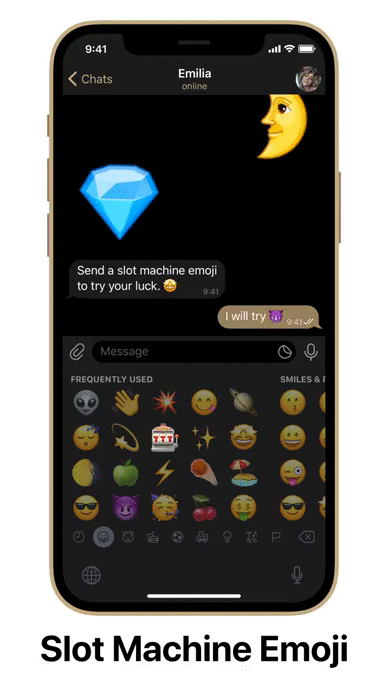 9:41
Chats
Emilia
online
Send a slot machine emoji
to try your luck. 🤩
9:41
I will try 😈
9:41
Message
FREQUENTLY USED
SMILES &
Slot Machine Emoji